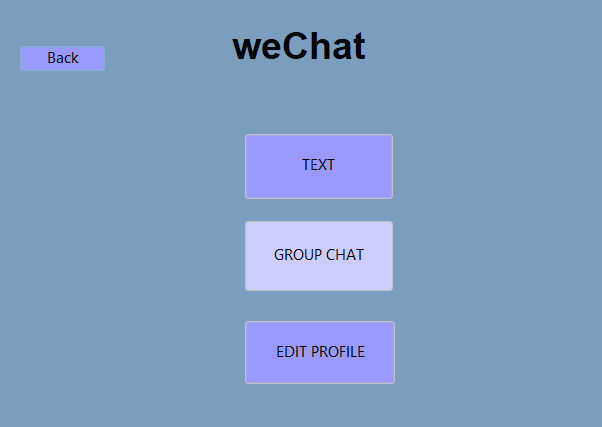 weChat
Back
TEXT
GROUP CHAT
EDIT PROFILE